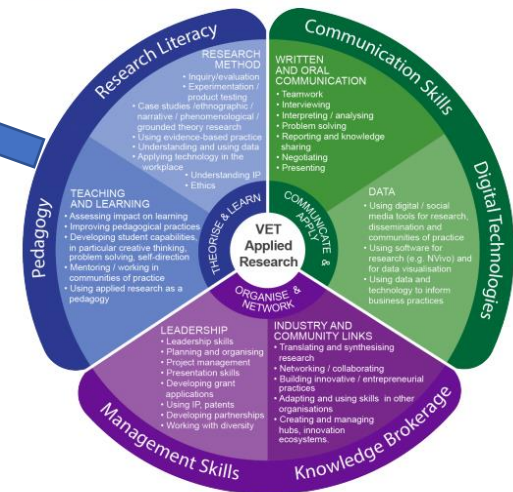 Research Literacy
RESEARCH
METHOD
• Inquiry/evaluation
• Experimentation /
product testing
• Case studies /ethnographic /
narrative / phenomenological /
grounded theory research
• Using evidence-based practice
• Understanding and using data
• Applying technology in the
workplace
• Understanding IP
• Ethics
Communication Skills
WRITTEN
AND ORAL
COMMUNICATION
• Teamwork
• Interviewing
• Interpreting / analysing
• Problem solving
• Reporting and knowledge
sharing
• Negotiating
• Presenting
Pedagogy
TEACHING
AND LEARNING
• Assessing impact on learning
• Improving pedagogical practices
• Developing student capabilities,
in particular creative thinking,
problem solving, self-direction
• Mentoring / working in
communities of practice
• Using applied research as a
pedagogy
THEORISE & LEARN
COMMUNICATE &
APPLY
VET
Applied
Research
ORGANISE &
NETWORK
Digital Technologies
DATA
• Using digital / social
media tools for research,
dissemination and
communities of practice
• Using software for
research (e.g. NVivo) and
for data visualisation
• Using data and
technology to inform
business practices
LEADERSHIP
• Leadership skills
• Planning and organising
• Project management
• Presentation skills
• Developing grant
applications
• Using IP, patents
• Developing partnerships
• Working with diversity
Management Skills
INDUSTRY AND
COMMUNITY LINKS
• Translating and synthesising
research
• Networking / collaborating
• Building innovative / entrepreneurial
practices
• Adapting and using skills in other
organisations
• Creating and managing
hubs, innovation
ecosystems.
Knowledge Brokerage